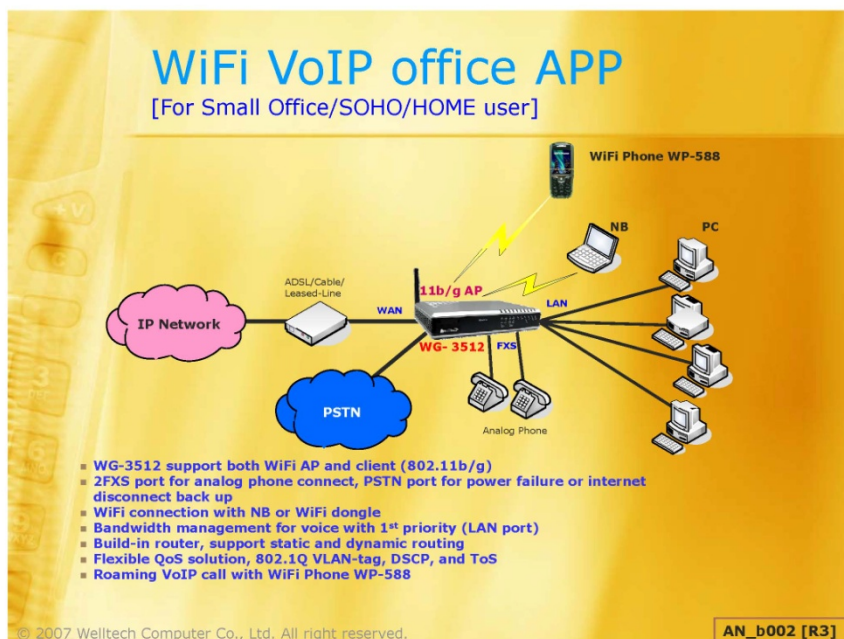 WiFi VoIP office APP
[For Small Office/SOHO/HOME user]
WiFi Phone WP-588
NB
PC
ADSL/Cable/
Leased-Line
11b/g AP
WAN
LAN
IP Network
WG- 3512
FXS
PSTN
Analog Phone
WG-3512 support both WiFi AP and client (802.11b/g)
2FXS port for analog phone connect, PSTN port for power failure or internet
disconnect back up
WiFi connection with NB or WiFi dongle
Bandwidth management for voice with 1st priority (LAN port)
Build-in router, support static and dynamic routing
Flexible QoS solution, 802.1Q VLAN-tag, DSCP, and ToS
Roaming VoIP call with WiFi Phone WP-588
© 2007 Welltech Computer Co., Ltd. All right reserved.
AN_b002 [R3]